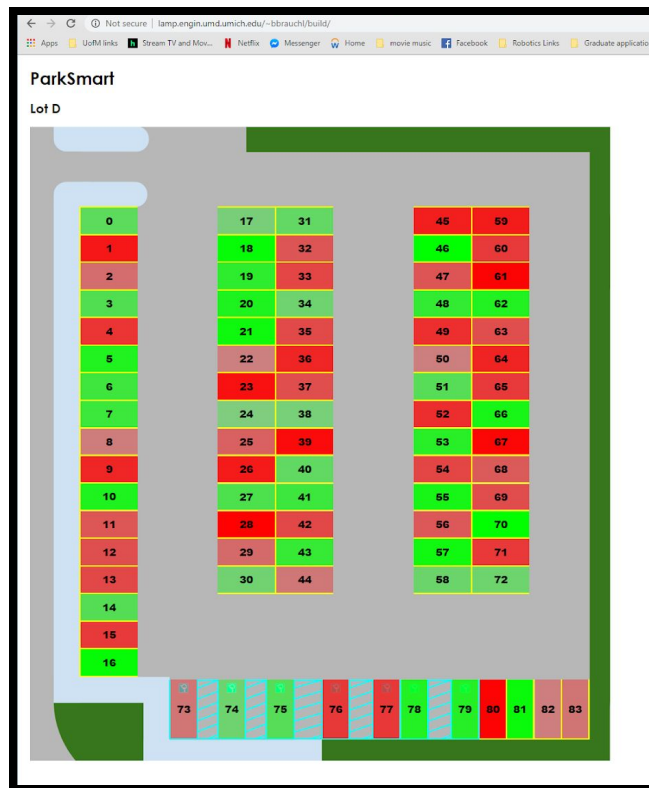 Not secure | lamp.engin.umd.umich.edu/~bbrauchl/build/
Apps UofM links Stream TV and Mov... Netflix Messenger Home movie music Facebook Robotics Links Graduate applicatio
ParkSmart
Lot D
0 17 31 45 59
1 18 32 46 60
2 19 33 47 61
3 20 34 48 62
4 21 35 49 63
5 22 36 50 64
6 23 37 51 65
7 24 38 52 66
8 25 39 53 67
9 26 40 54 68
10 27 41 55 69
11 28 42 56 70
12 29 43 57 71
13 30 44 58 72
14
15
16
73 74 75 76 77 78 79 80 81 82 83